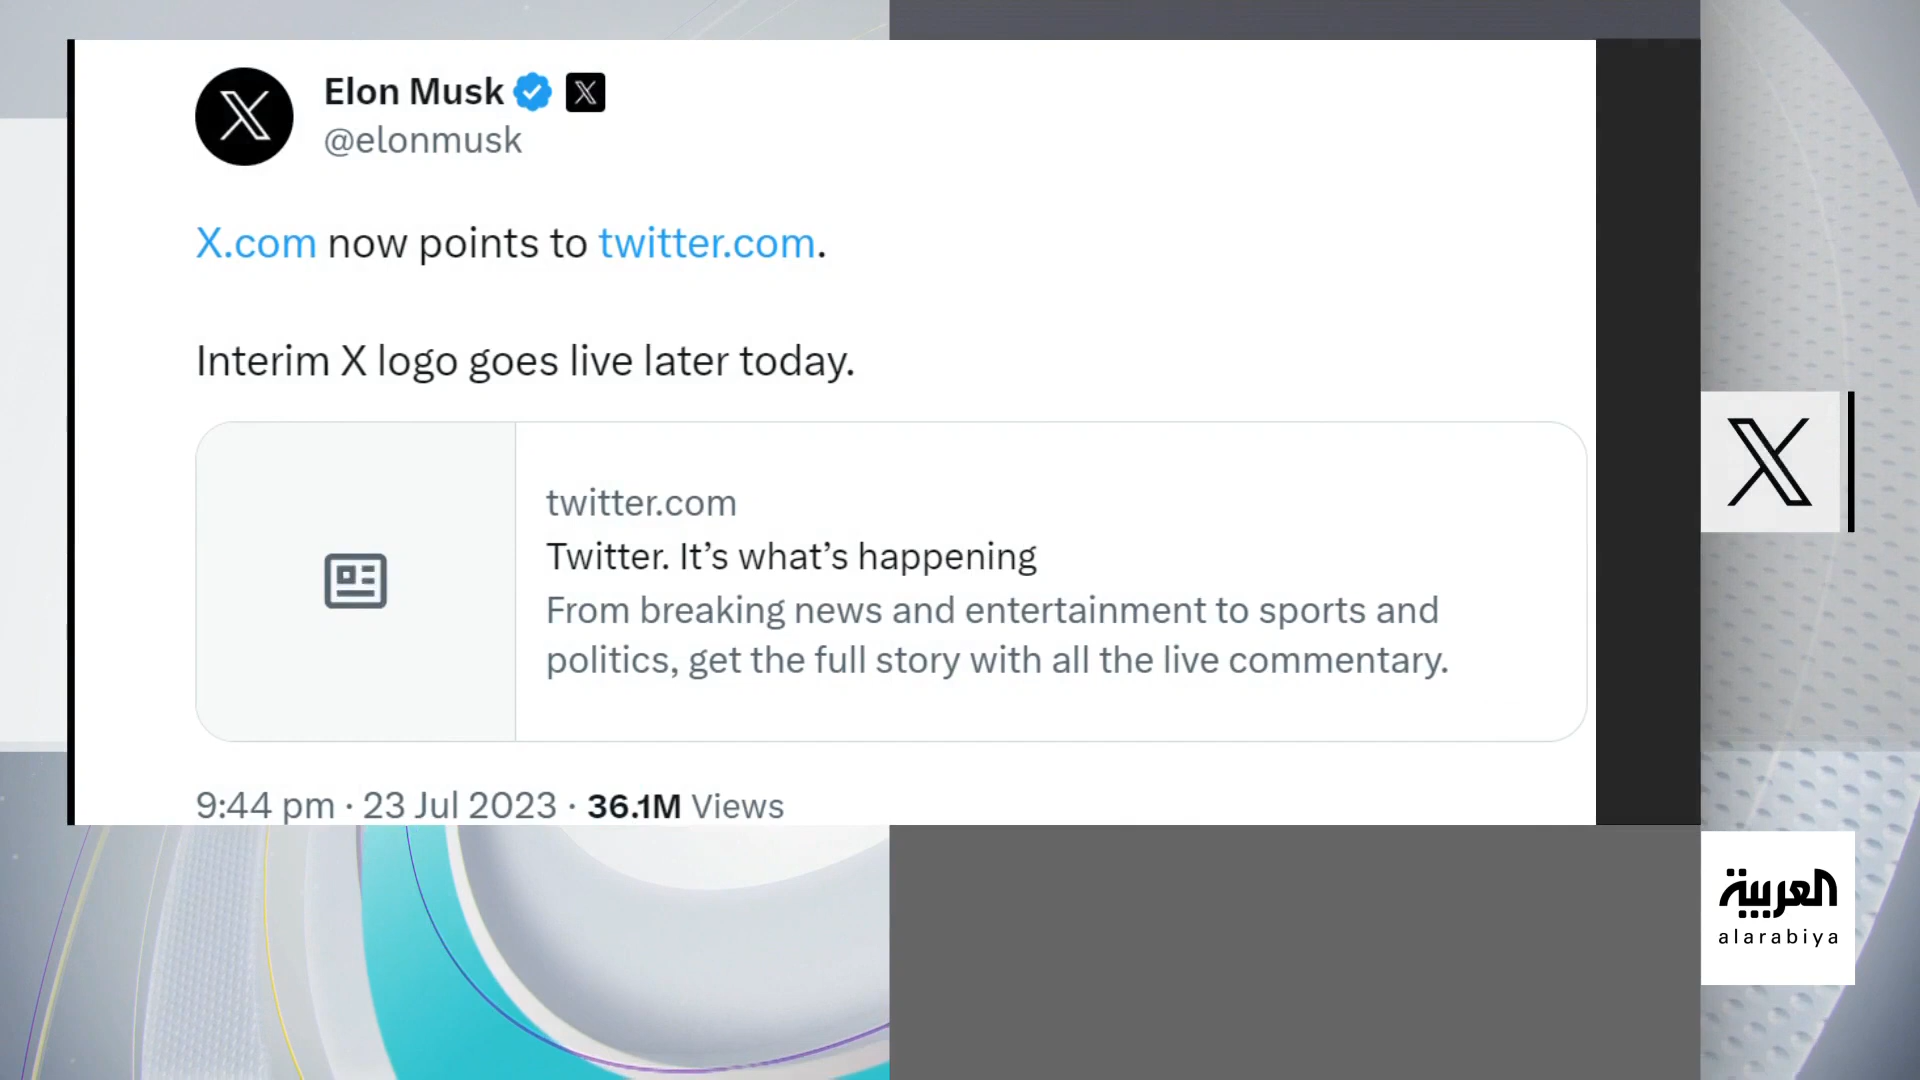 Elon Musk
@elonmusk
X.com now points to twitter.com.
Interim X logo goes live later today.
twitter.com
Twitter. It’s what’s happening
From breaking news and entertainment to sports and
politics, get the full story with all the live commentary.
9:44 pm · 23 Jul 2023 · 36.1M Views
العربية
alarabiya